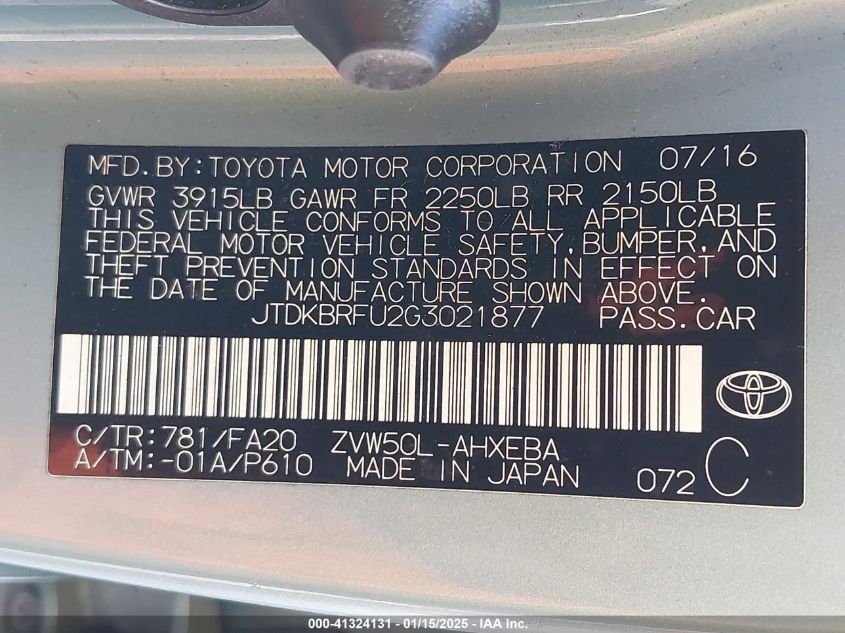 MFD.BY:TOYOTA MOTOR CORPORATION 07/16
GVWR 3915LB GAWR FR 2250LB RR 2150LB
THIS VEHICLE CONFORMS TO ALL APPLICABLE
FEDERAL MOTOR VEHICLE SAFETY,BUMPER,AND
THEFT PREVENTION STANDARDS IN EFFECT ON
THE DATE OF MANUFACTURE SHOWN ABOVE.
JTDKBRFU2G3021877 PASS.CAR
C/TR:781/FA20 ZVW50L-AHXEBA
A/TM:-01A/P610 MADE IN JAPAN 072 C
000-41324131 - 01/15/2025 - IAA Inc.